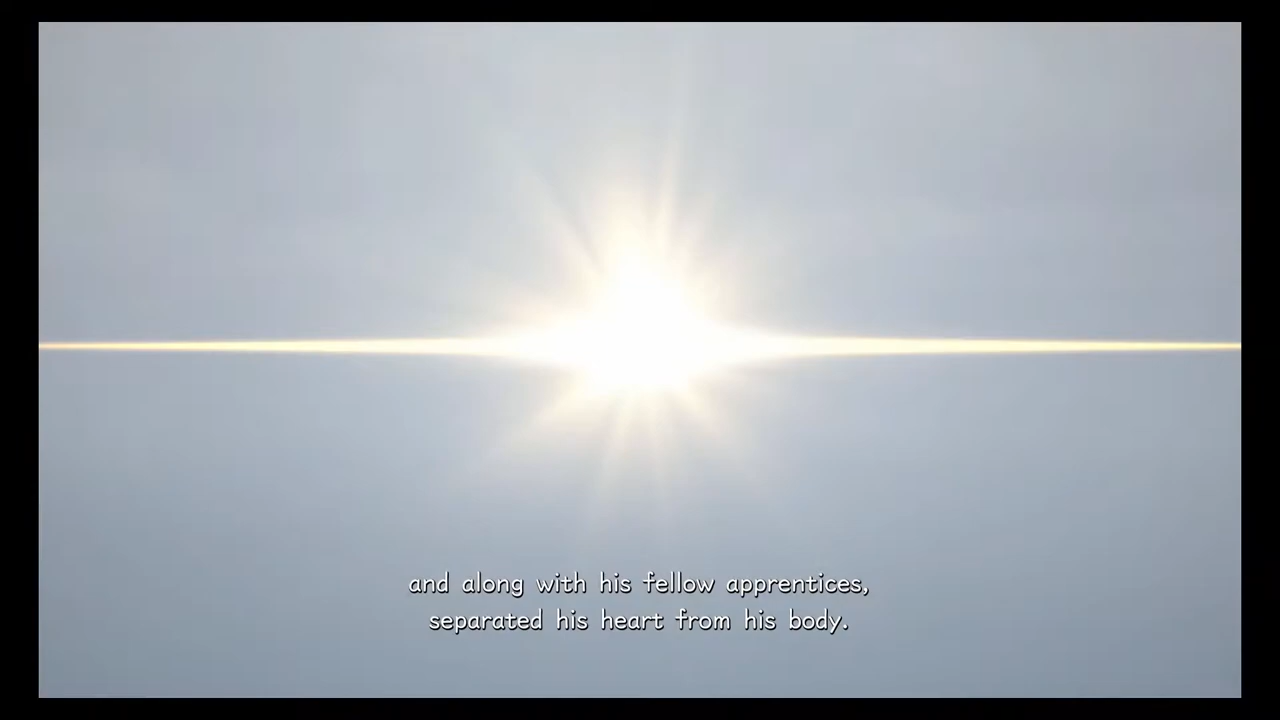 and along with his fellow apprentices,
separated his heart from his body.